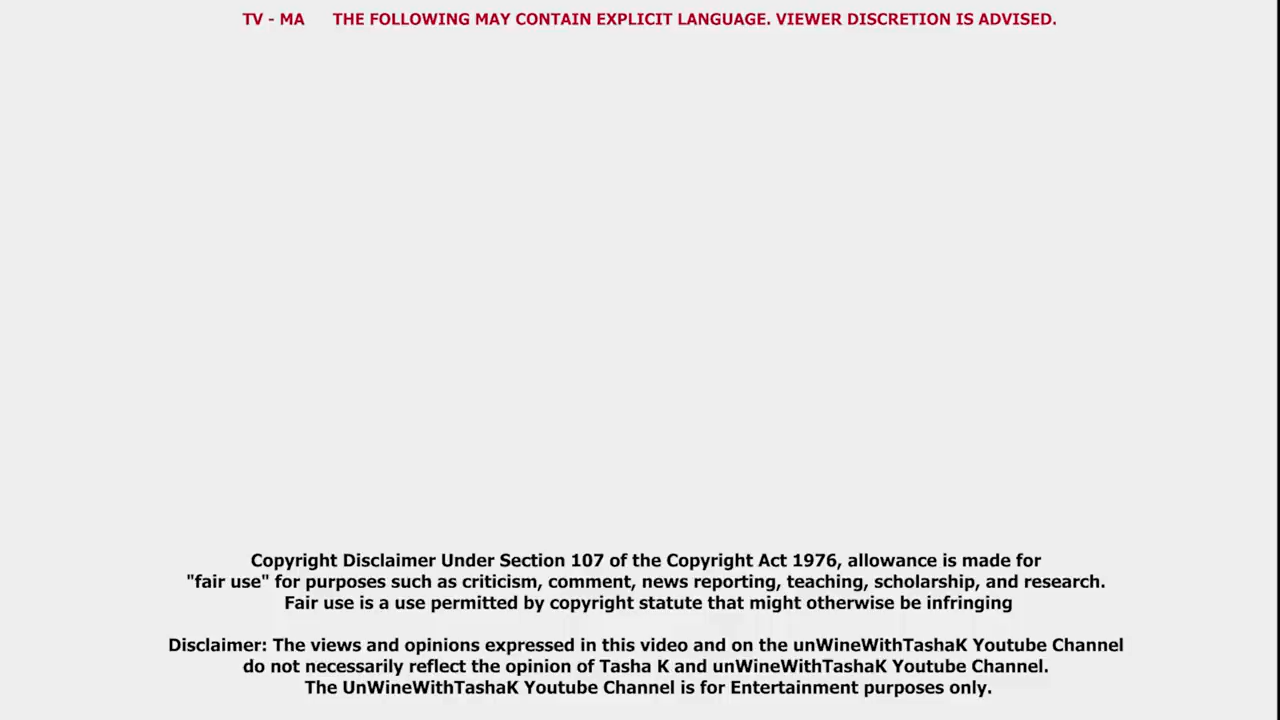 TV - MA THE FOLLOWING MAY CONTAIN EXPLICIT LANGUAGE. VIEWER DISCRETION IS ADVISED.
Copyright Disclaimer Under Section 107 of the Copyright Act 1976, allowance is made for
"fair use" for purposes such as criticism, comment, news reporting, teaching, scholarship, and research.
Fair use is a use permitted by copyright statute that might otherwise be infringing
Disclaimer: The views and opinions expressed in this video and on the unWineWithTashaK Youtube Channel
do not necessarily reflect the opinion of Tasha K and unWineWithTashaK Youtube Channel.
The UnWineWithTashaK Youtube Channel is for Entertainment purposes only.